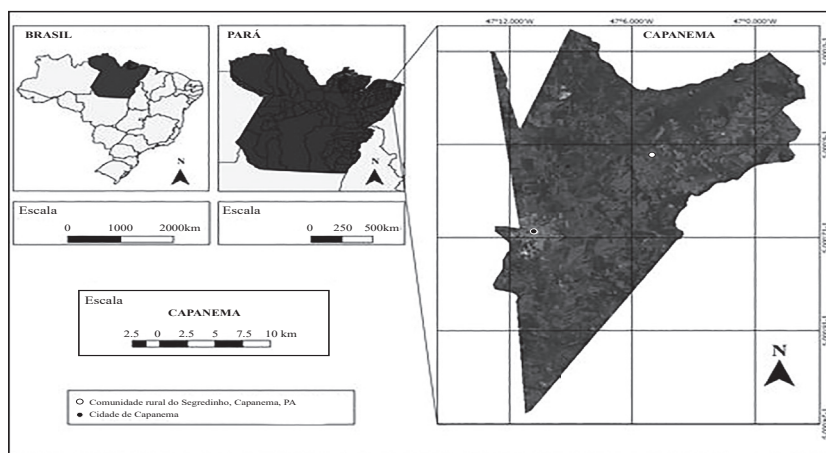 BRASIL
N
Escala
0 1000 2000km
PARÁ
N
Escala
0 250 500km
Escala
CAPANEMA
2.5 0 2.5 5 7.5 10 km
Comunidade rural do Segredinho, Capanema, PA
Cidade de Capanema
47°12.000 47°6.000 47°0.000
CAPANEMA
N